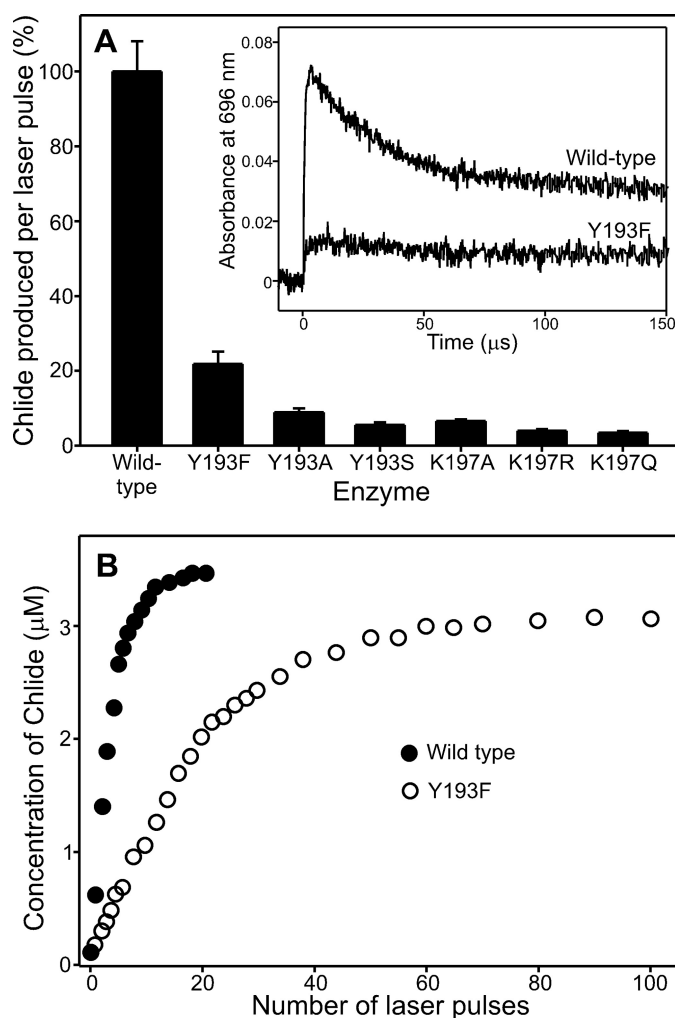 A
Chlide produced per laser pulse (%)
100
80
60
40
20
0
Wild-
type
Y193F
Y193A
Y193S
K197A
K197R
K197Q
Enzyme
Absorbance at 696 nm
0.08
0.06
0.04
0.02
0
Wild-type
Y193F
0
50
100
150
Time (μs)
B
Concentration of Chlide (μM)
3
2
1
0
Wild type
Y193F
0
20
40
60
80
100
Number of laser pulses